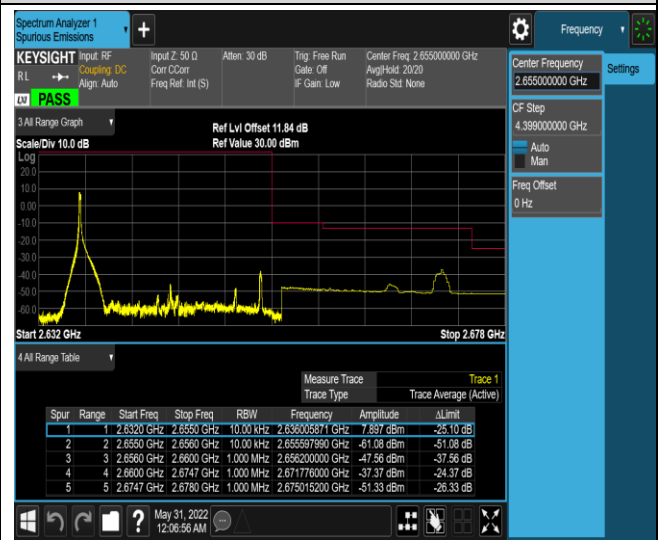 Spectrum Analyzer 1
Spurious Emissions
Frequency
KEYSIGHT Input: RF Input Z: 50 Ω Atten: 30 dB Trig: Free Run Center Freq: 2.655000000 GHz
R L Coupling: DC Corr CCorr Gate: Off Avg|Hold: 20/20
Align: Auto Freq Ref: Int (S) IF Gain: Low Radio Std: None
LXI PASS
Center Frequency
2.655000000 GHz
Settings
CF Step
4.399000000 GHz
Auto
Man
Freq Offset
0 Hz
3 All Range Graph
Ref Lvl Offset 11.84 dB
Scale/Div 10.0 dB Ref Value 30.00 dBm
Log
20.0
10.0
0.00
-10.0
-20.0
-30.0
-40.0
-50.0
-60.0
Start 2.632 GHz Stop 2.678 GHz
4 All Range Table
Measure Trace Trace 1
Trace Type Trace Average (Active)
Spur Range Start Freq Stop Freq RBW Frequency Amplitude ΔLimit
1 1 2.6320 GHz 2.6550 GHz 10.00 kHz 2.636005871 GHz 7.897 dBm -25.10 dB
2 2 2.6550 GHz 2.6560 GHz 10.00 kHz 2.655597990 GHz -61.08 dBm -51.08 dB
3 3 2.6560 GHz 2.6600 GHz 1.000 MHz 2.656200000 GHz -47.56 dBm -37.56 dB
4 4 2.6600 GHz 2.6747 GHz 1.000 MHz 2.671776000 GHz -37.37 dBm -24.37 dB
5 5 2.6747 GHz 2.6780 GHz 1.000 MHz 2.675015200 GHz -51.33 dBm -26.33 dB
May 31, 2022
12:06:56 AM